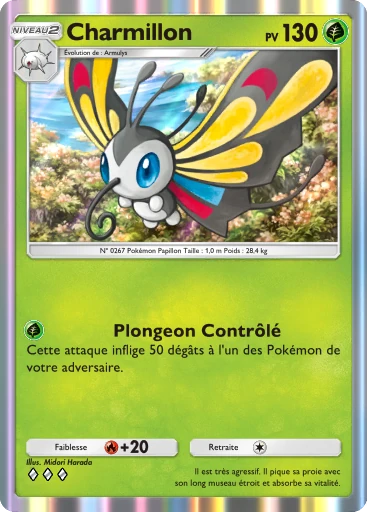 NIVEAU2 Charmillon PV 130
Évolution de : Armulys
N° 0267 Pokémon Papillon Taille : 1,0 m Poids : 28,4 kg
Plongeon Contrôlé
Cette attaque inflige 50 dégâts à l'un des Pokémon de
votre adversaire.
Faiblesse +20 Retraite
Illus. Midori Harada
Il est très agressif. Il pique sa proie avec
son long museau étroit et absorbe sa vitalité.